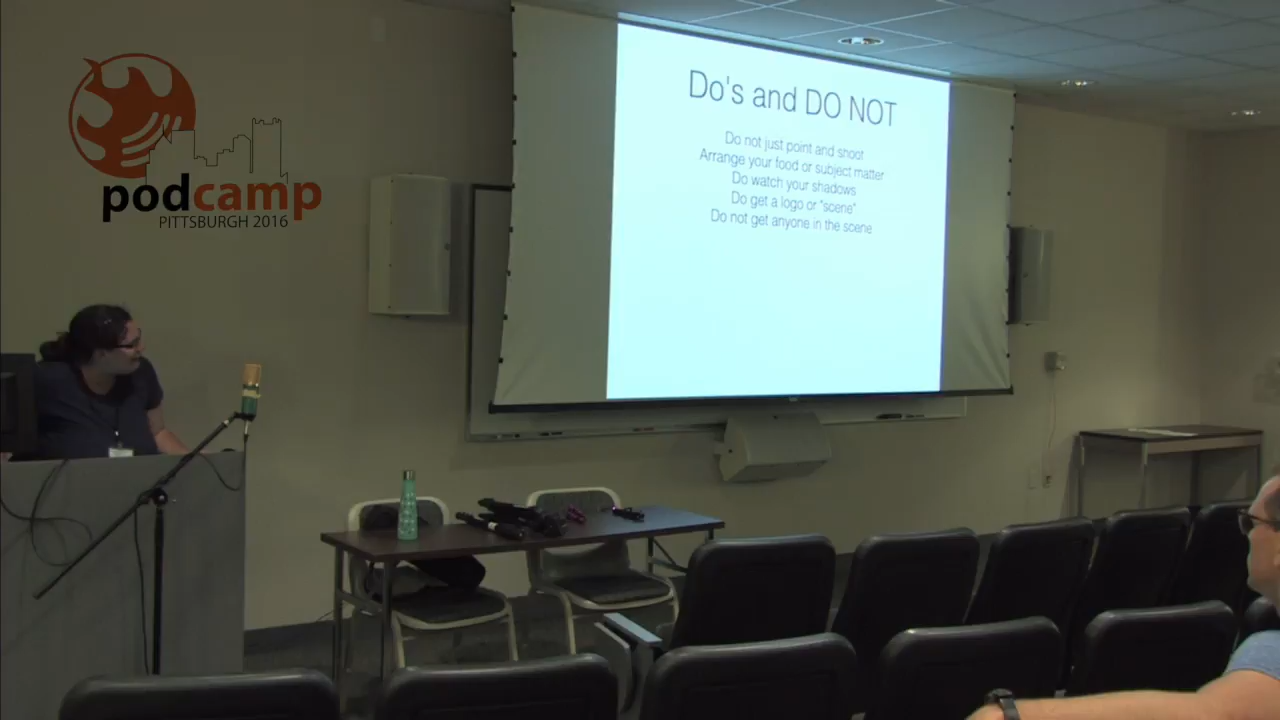 podcamp
PITTSBURGH 2016
Do's and DO NOT
Do not just point and shoot
Arrange your food or subject matter
Do watch your shadows
Do get a logo or "scene"
Do not get anyone in the scene